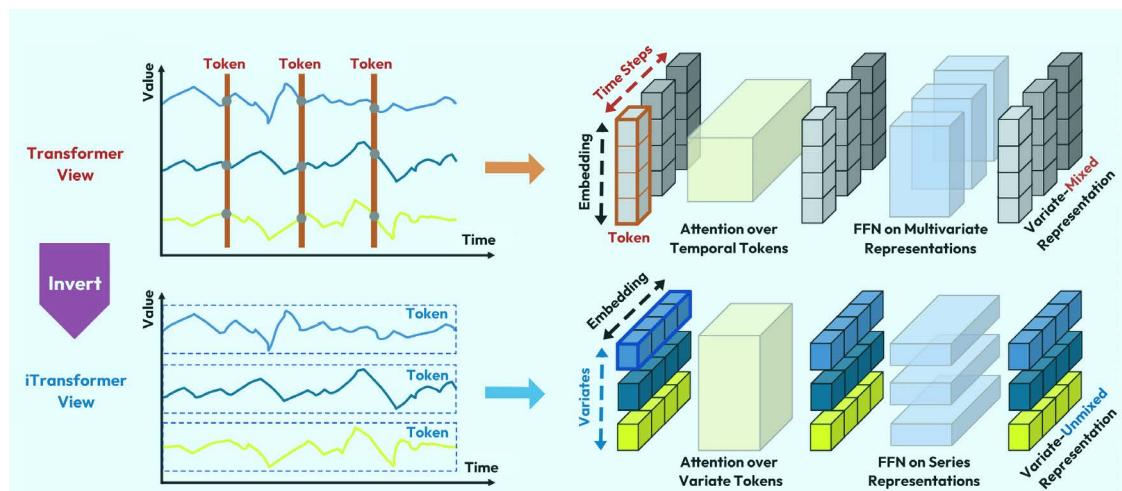 Token
Token
Token
Value
Transformer
View
Time
Time Steps
Embedding
Token
Attention over
Temporal Tokens
FFN on Multivariate
Representations
Variate-Mixed
Representation
Invert
Value
Token
Token
Token
iTransformer
View
Time
Embedding
Variates
Attention over
Variate Tokens
FFN on Series
Representations
Variate-Unmixed
Representation